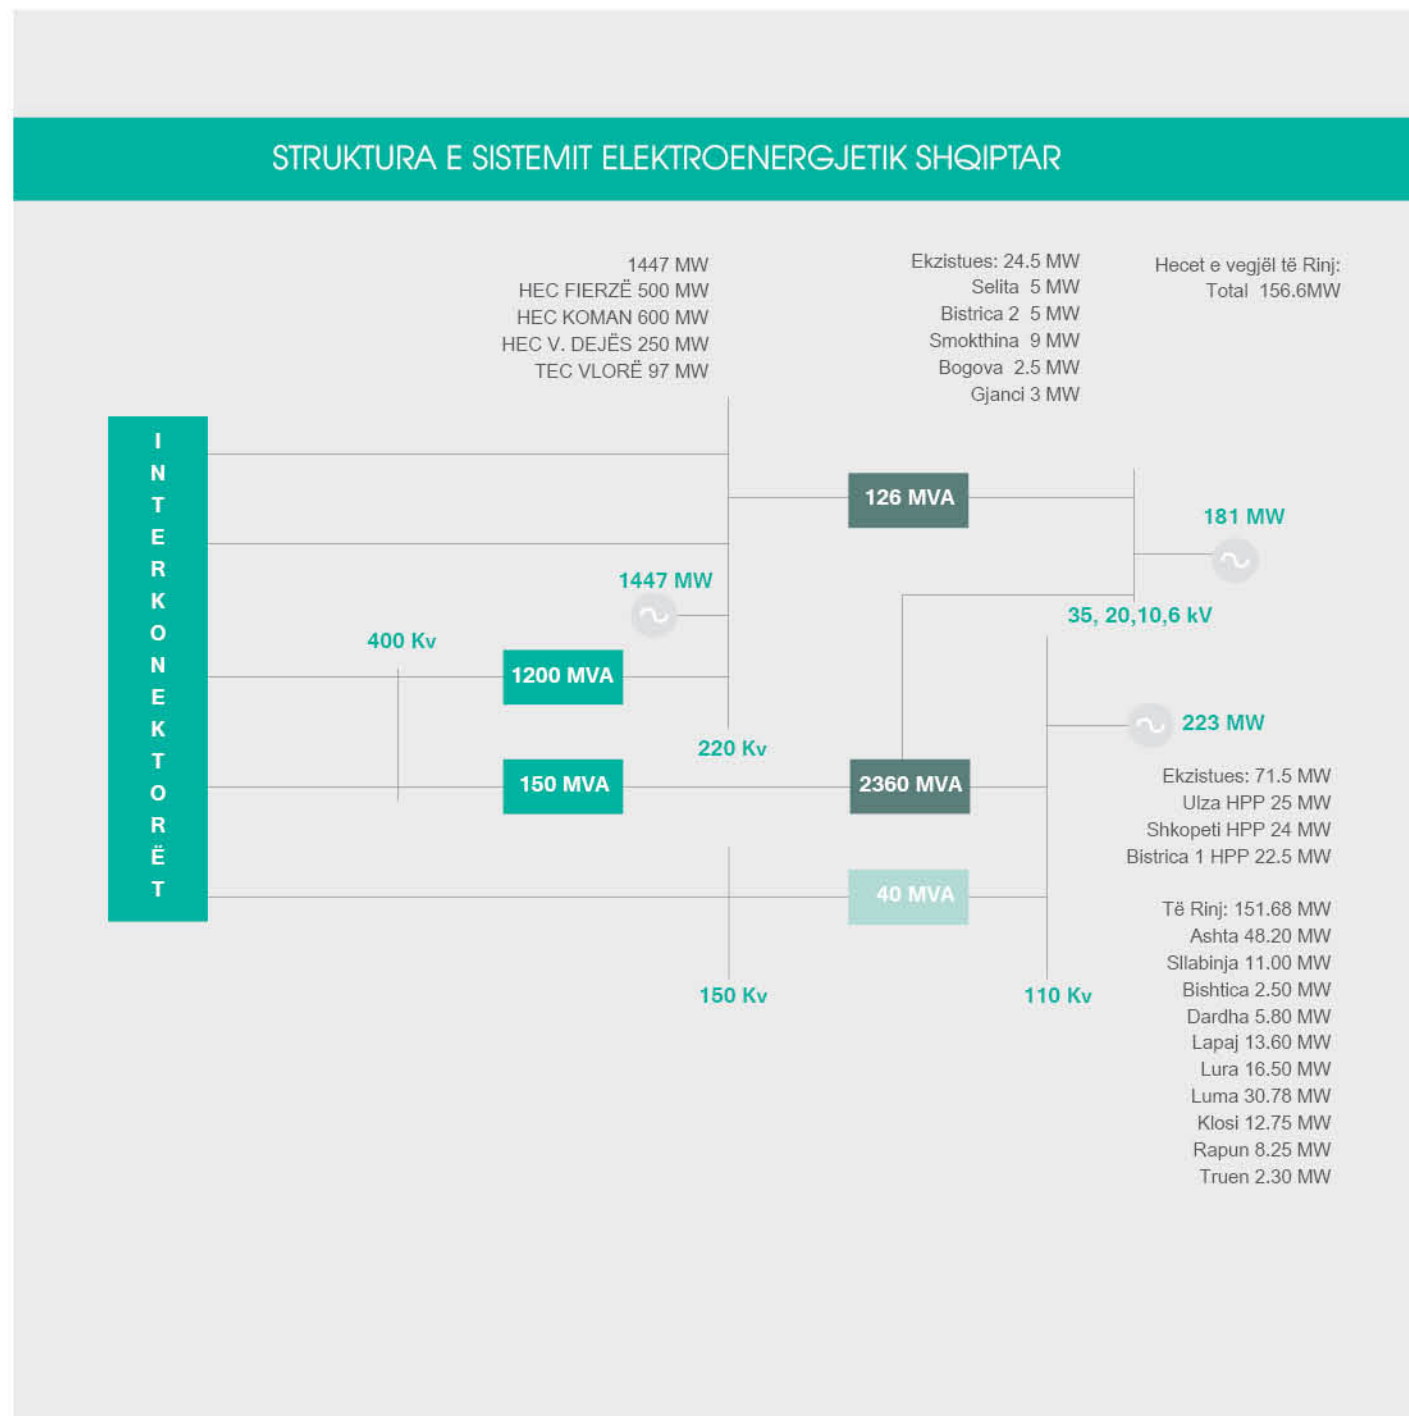 STRUKTURA E SISTEMIT ELEKTROENERGJETIK SHQIPTAR
1447 MW
HEC FIERZË 500 MW
HEC KOMAN 600 MW
HEC V. DEJËS 250 MW
TEC VLORË 97 MW
Ekzistues: 24.5 MW
Selita 5 MW
Bistrica 2 5 MW
Smokthina 9 MW
Bogova 2.5 MW
Gjanci 3 MW
Hecet e vegjël të Rinj:
Total 156.6MW
INTERKONEKTORËT
126 MVA
181 MW
1447 MW
35, 20,10,6 kV
400 Kv
1200 MVA
223 MW
220 Kv
150 MVA
2360 MVA
Ekzistues: 71.5 MW
Ulza HPP 25 MW
Shkopeti HPP 24 MW
Bistrica 1 HPP 22.5 MW
40 MVA
150 Kv
110 Kv
Të Rinj: 151.68 MW
Ashta 48.20 MW
Sllabinja 11.00 MW
Bishtica 2.50 MW
Dardha 5.80 MW
Lapaj 13.60 MW
Lura 16.50 MW
Luma 30.78 MW
Klosi 12.75 MW
Rapun 8.25 MW
Truen 2.30 MW